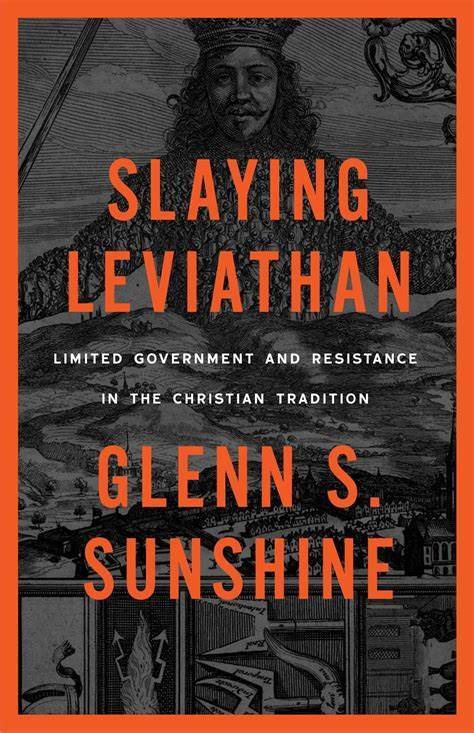 SLAYING
LEVIATHAN
LIMITED GOVERNMENT AND RESISTANCE
IN THE CHRISTIAN TRADITION
GLENN S.
SUNSHINE